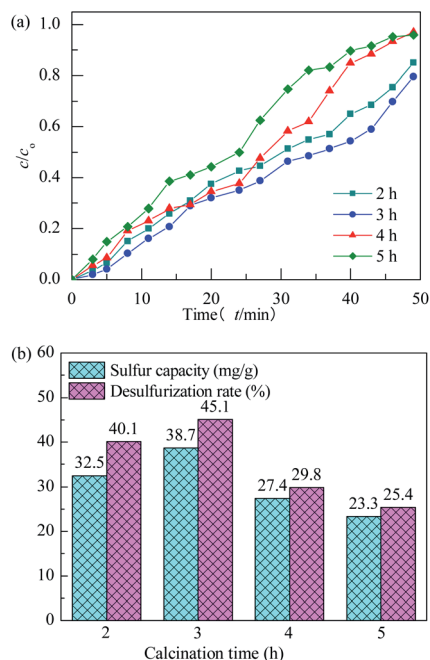 (a)
1.0
0.8
0.6
0.4
0.2
0.0
c/co
2 h
3 h
4 h
5 h
0 10 20 30 40 50
Time( t/min)
(b)
60
50
40
30
20
10
0
Sulfur capacity (mg/g)
Desulfurization rate (%)
32.5 40.1 38.7 45.1 27.4 29.8 23.3 25.4
2 3 4 5
Calcination time (h)